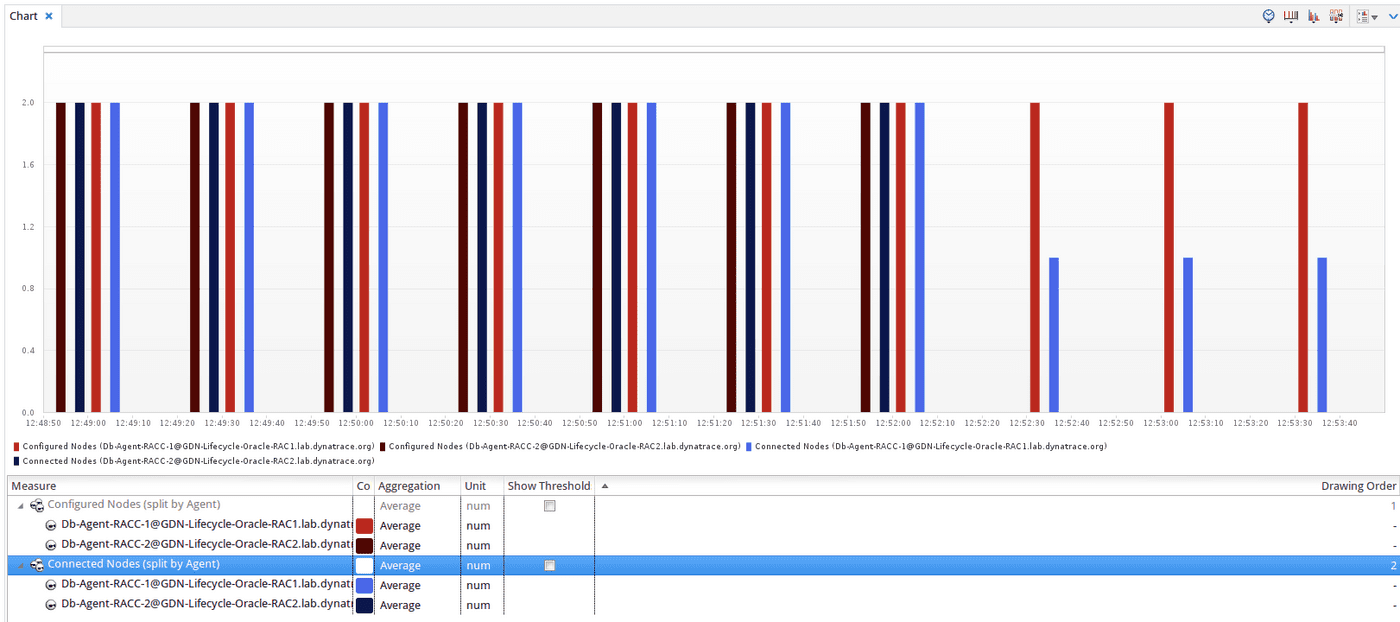 Chart
2.0
1.6
1.2
0.8
0.4
0.0
12:48:50 12:49:00 12:49:10 12:49:20 12:49:30 12:49:40 12:49:50 12:50:00 12:50:10 12:50:20 12:50:30 12:50:40 12:50:50 12:51:00 12:51:10 12:51:20 12:51:30 12:51:40 12:51:50 12:52:00 12:52:10 12:52:20 12:52:30 12:52:40 12:52:50 12:53:00 12:53:10 12:53:20 12:53:30 12:53:40
Configured Nodes (Db-Agent-RACC-1@GDN-Lifecycle-Oracle-RAC1.lab.dynatrace.org) Configured Nodes (Db-Agent-RACC-2@GDN-Lifecycle-Oracle-RAC2.lab.dynatrace.org) Connected Nodes (Db-Agent-RACC-1@GDN-Lifecycle-Oracle-RAC1.lab.dynatrace.org)
Connected Nodes (Db-Agent-RACC-2@GDN-Lifecycle-Oracle-RAC2.lab.dynatrace.org)
Measure Co Aggregation Unit Show Threshold Drawing Order
Configured Nodes (split by Agent) Average num 1
Db-Agent-RACC-1@GDN-Lifecycle-Oracle-RAC1.lab.dynat Average num -
Db-Agent-RACC-2@GDN-Lifecycle-Oracle-RAC2.lab.dynat Average num -
Connected Nodes (split by Agent) Average num 2
Db-Agent-RACC-1@GDN-Lifecycle-Oracle-RAC1.lab.dynat Average num -
Db-Agent-RACC-2@GDN-Lifecycle-Oracle-RAC2.lab.dynat Average num -